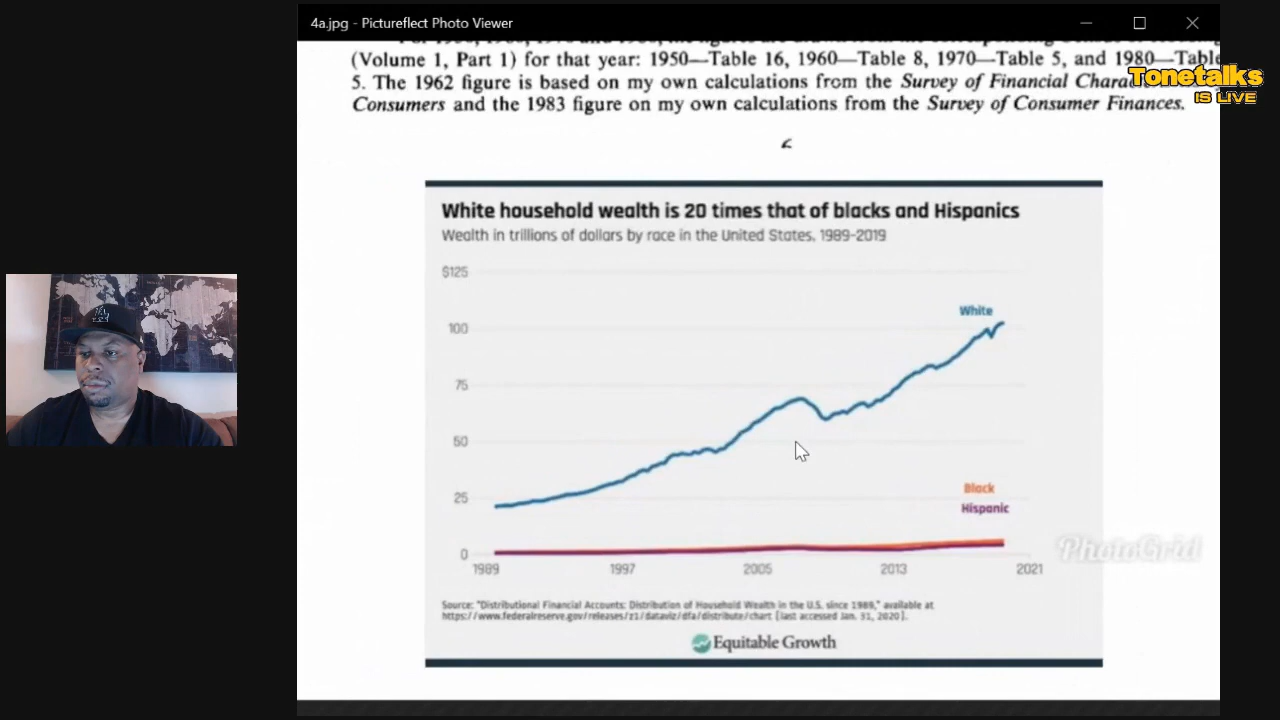 4a.jpg - Pictureflect Photo Viewer
(Volume 1, Part 1) for that year: 1950—Table 16, 1960—Table 8, 1970—Table 5, and 1980—Table
5. The 1962 figure is based on my own calculations from the Survey of Financial
Consumers and the 1983 figure on my own calculations from the Survey of Consumer Finances.
Tonetalks
IS LIVE
White household wealth is 20 times that of blacks and Hispanics
Wealth in trillions of dollars by race in the United States, 1989-2019
$125
100
75
50
25
0
White
Black
Hispanic
1989 1997 2005 2013 2021
PhotoGrid
Source: "Distributional Financial Accounts: Distribution of Household Wealth in the U.S. since 1989," available at
https://www.federalreserve.gov/releases/z1/dataviz/dfa/distribute/chart (last accessed Jan. 31, 2020).
Equitable Growth